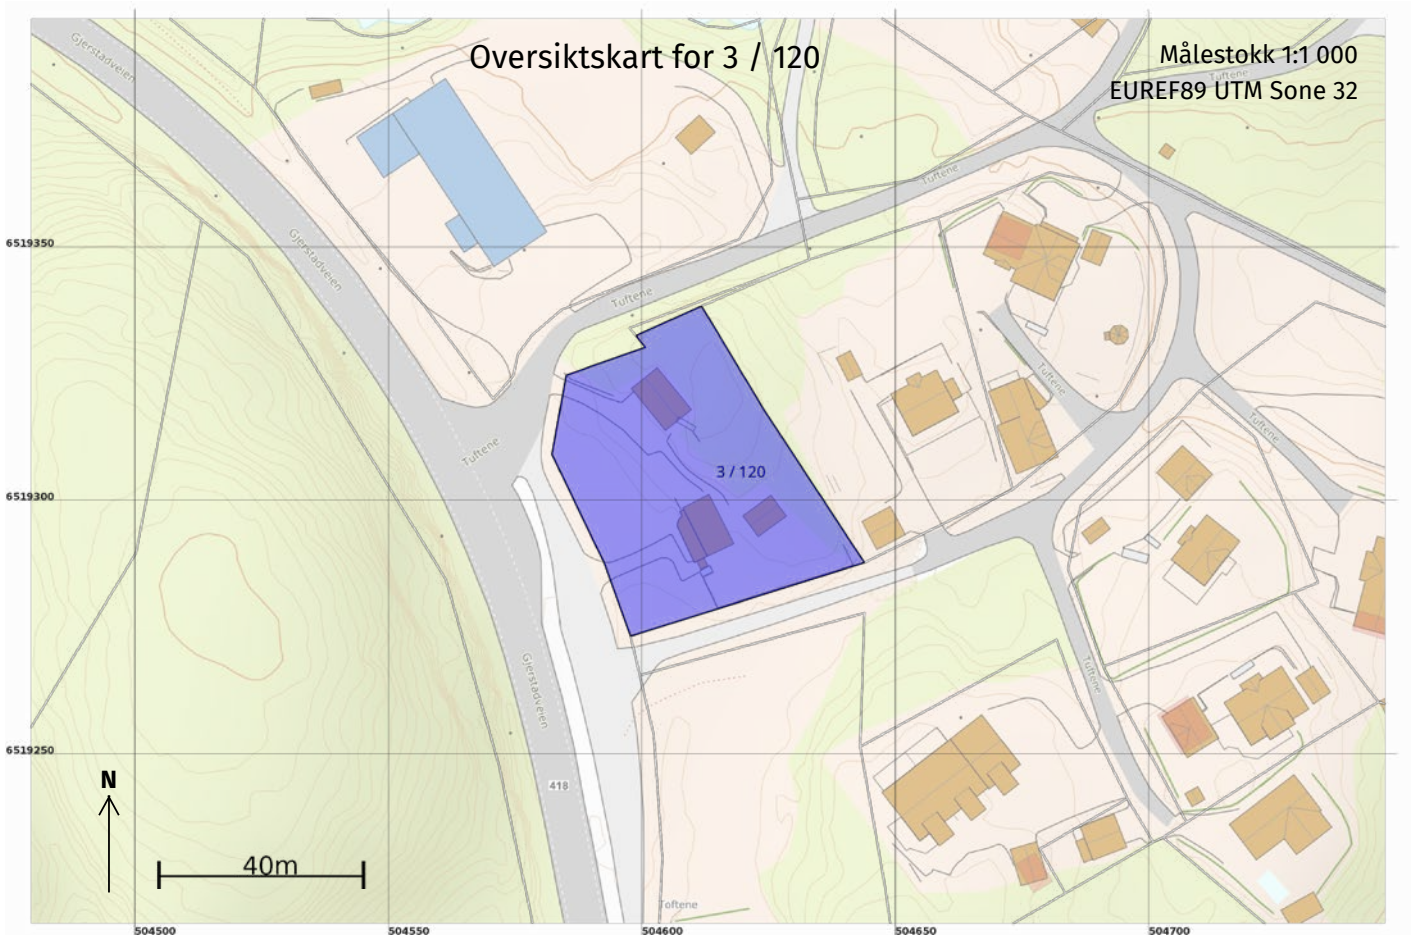 Oversiktskart for 3 / 120
Målestokk 1:1 000
EUREF89 UTM Sone 32
Gjerstadveien
Tuftene
Tuftene
Gjerstadveien
6519350
Tuftene
Tuftene
Tuftene
Tuftene
3 / 120
6519300
Gjerstadveien
Tuftene
6519250
N
418
40m
Toftene
504500
504550
504600
504650
504700